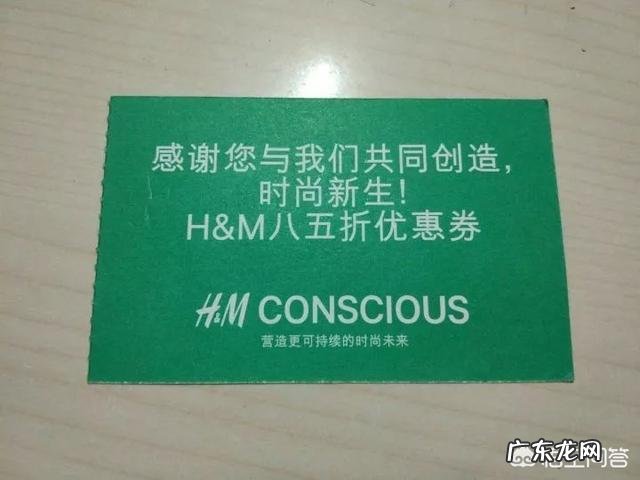 感谢您与我们共同创造,
时尚新生!
H&M八五折优惠券
H&M CONSCIOUS
营造更可持续的时尚未来
广东龙网